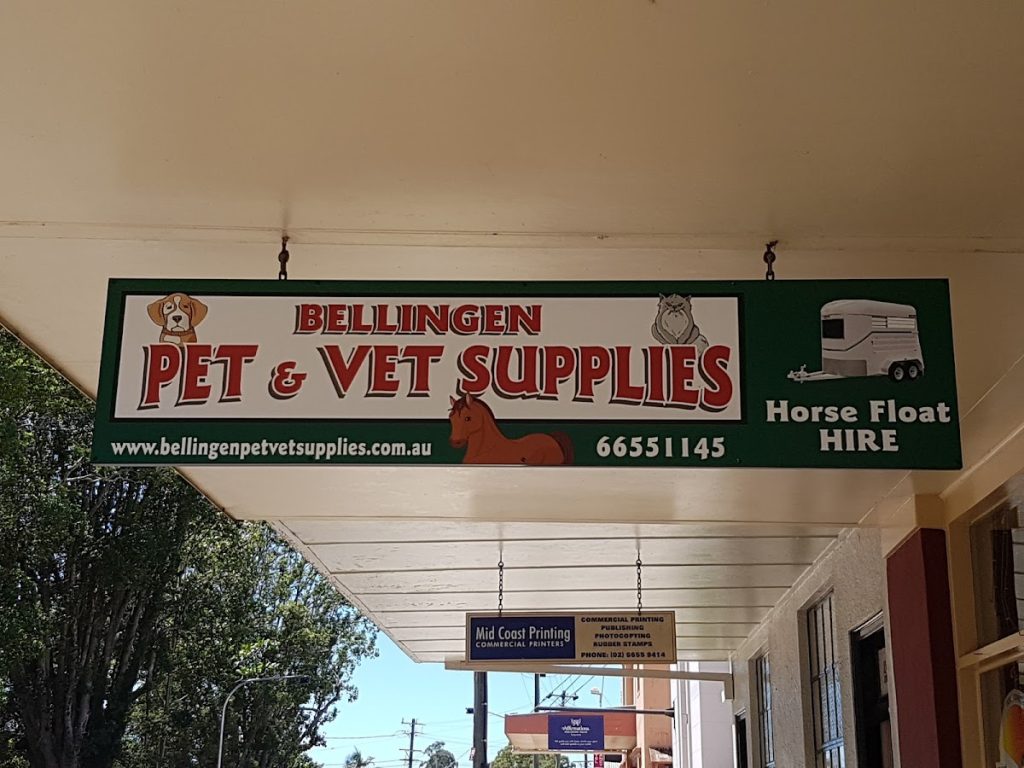 BELLINGEN
PET & VET SUPPLIES
www.bellingenpetvetsupplies.com.au
66551145
Horse Float
HIRE
Mid Coast Printing
COMMERCIAL PRINTERS
COMMERCIAL PRINTING
PUBLISHING
PHOTOCOPYING
RUBBER STAMPS
PHONE: (02) 6655 9414